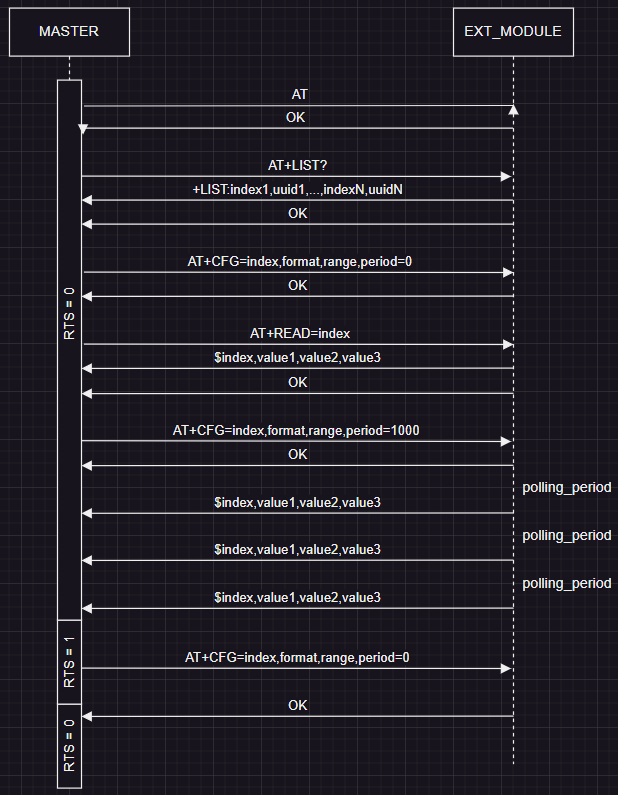 MASTER
EXT_MODULE
AT
OK
AT+LIST?
+LIST:index1,uuid1,...,indexN,uuidN
OK
AT+CFG=index,format,range,period=0
OK
RTS = 0
AT+READ=index
$index,value1,value2,value3
OK
AT+CFG=index,format,range,period=1000
OK
polling_period
$index,value1,value2,value3
polling_period
$index,value1,value2,value3
polling_period
$index,value1,value2,value3
RTS = 1
AT+CFG=index,format,range,period=0
OK
RTS = 0